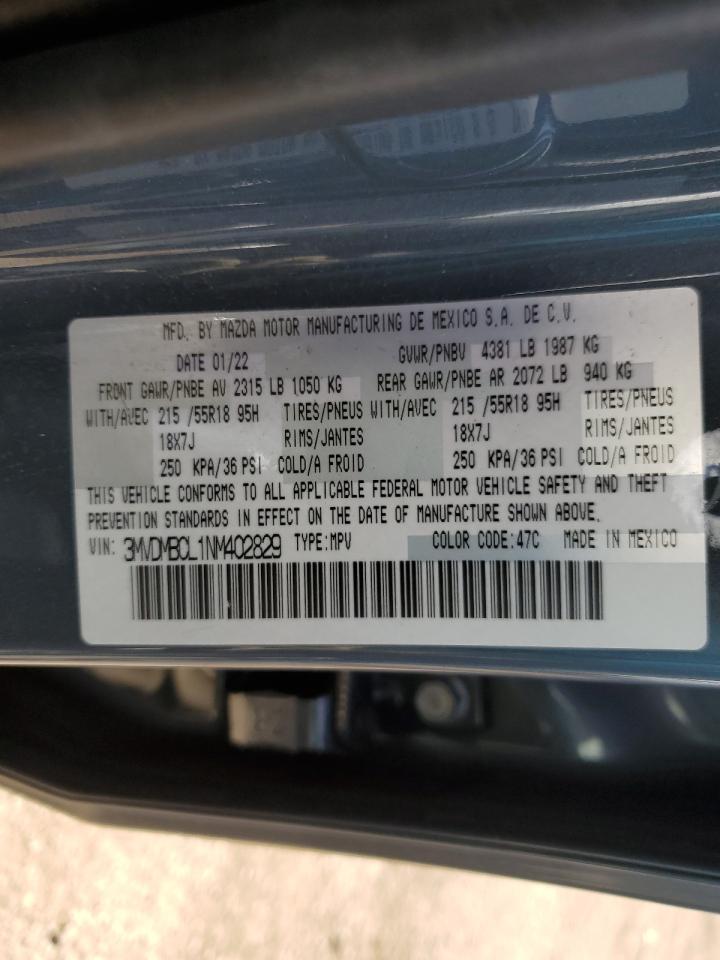 MFD. BY MAZDA MOTOR MANUFACTURING DE MEXICO S.A. DE C.V.
DATE 01/22 GVWR/PNBV 4381 LB 1987 KG
FRONT GAWR/PNBE AV 2315 LB 1050 KG REAR GAWR/PNBE AR 2072 LB 940 KG
WITH/AVEC 215 /55R18 95H TIRES/PNEUS WITH/AVEC 215 /55R18 95H TIRES/PNEUS
18X7J RIMS/JANTES 18X7J RIMS/JANTES
250 KPA/36 PSI COLD/A FROID 250 KPA/36 PSI COLD/A FROID
THIS VEHICLE CONFORMS TO ALL APPLICABLE FEDERAL MOTOR VEHICLE SAFETY AND THEFT
PREVENTION STANDARDS IN EFFECT ON THE DATE OF MANUFACTURE SHOWN ABOVE.
VIN: 3MVDMBCL1NM402829 TYPE:MPV COLOR CODE:47C MADE IN MEXICO